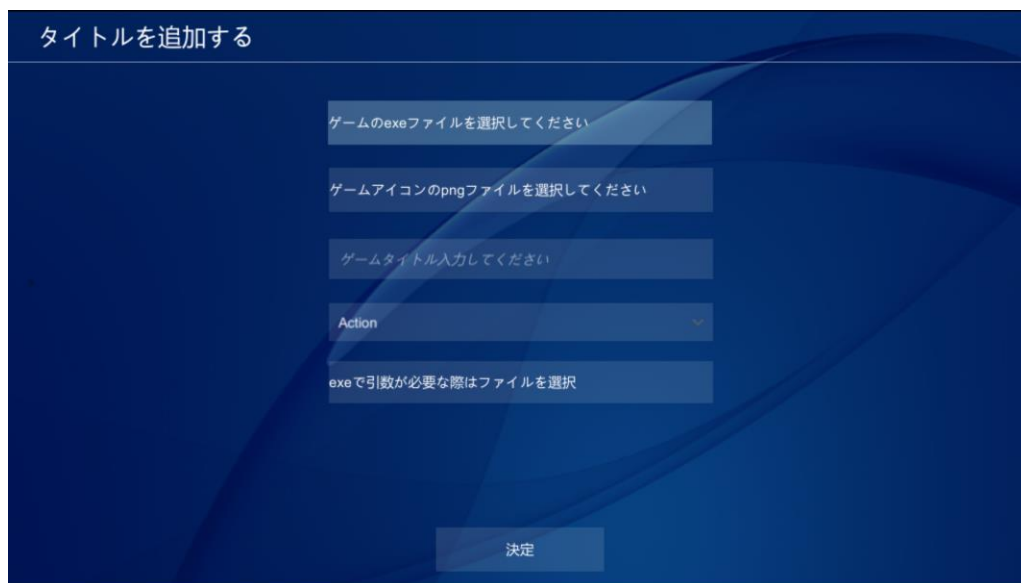 タイトルを追加する
ゲームのexeファイルを選択してください
ゲームアイコンのpngファイルを選択してください
ゲームタイトル入力してください
Action
exeで引数が必要な際はファイルを選択
決定